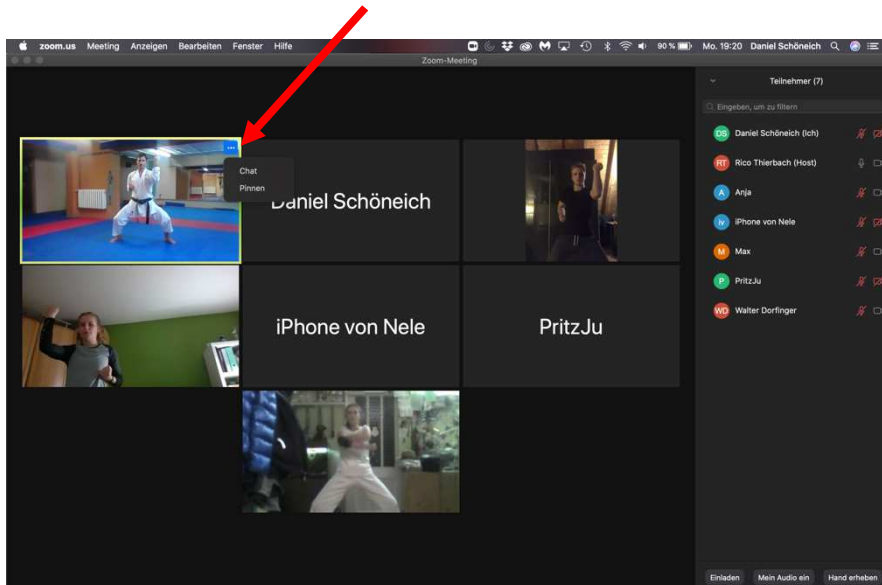 zoom.us Meeting Anzeigen Bearbeiten Fenster Hilfe 90 % Mo. 19:20 Daniel Schöneich
Zoom-Meeting
Teilnehmer (7)
Eingeben, um zu filtern
DS Daniel Schöneich (Ich)
RT Rico Thierbach (Host)
A Anja
iv iPhone von Nele
M Max
P PritzJu
WD Walter Dorfinger
Chat
Pinnen
Daniel Schöneich
iPhone von Nele
PritzJu
Einladen Mein Audio ein Hand erheben